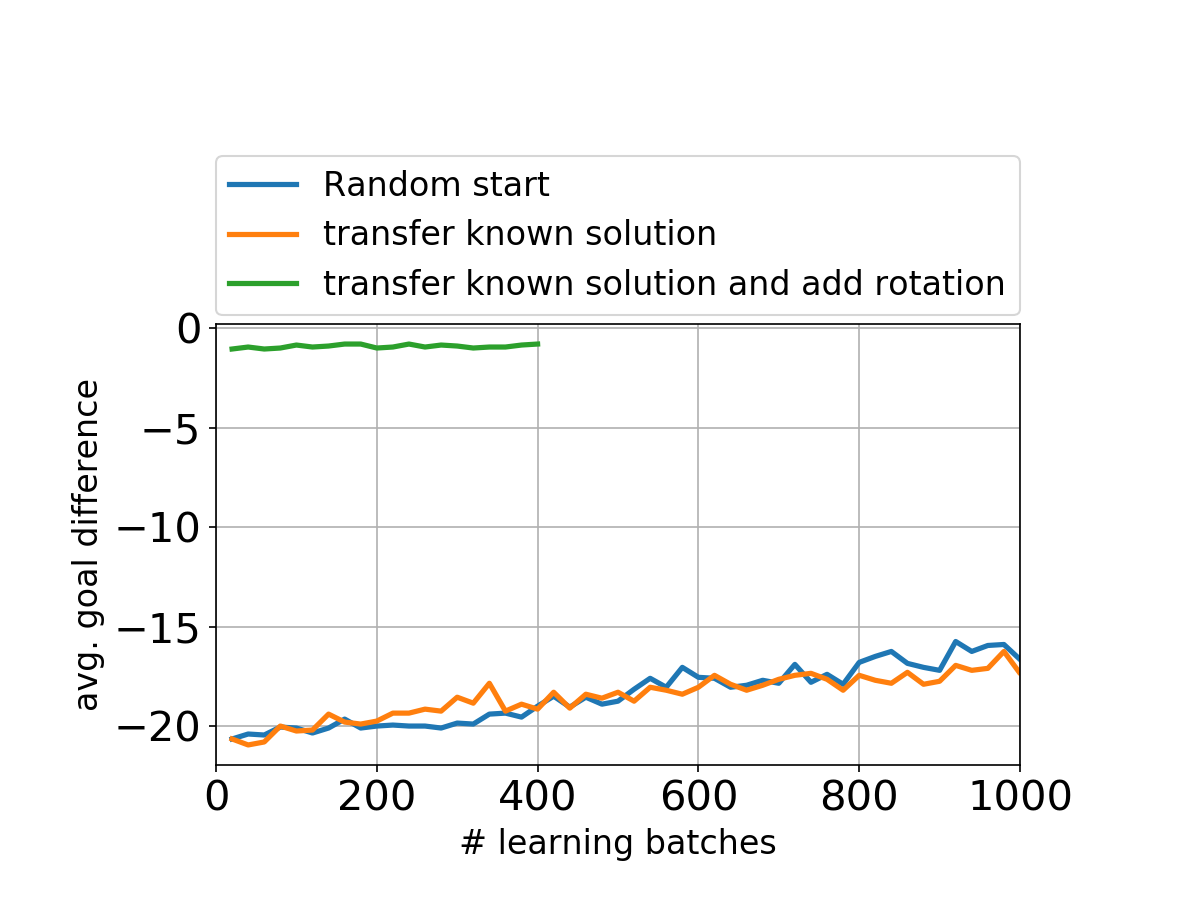 Random start
transfer known solution
transfer known solution and add rotation
0
−5
−10
−15
−20
avg. goal difference
0 200 400 600 800 1000
# learning batches